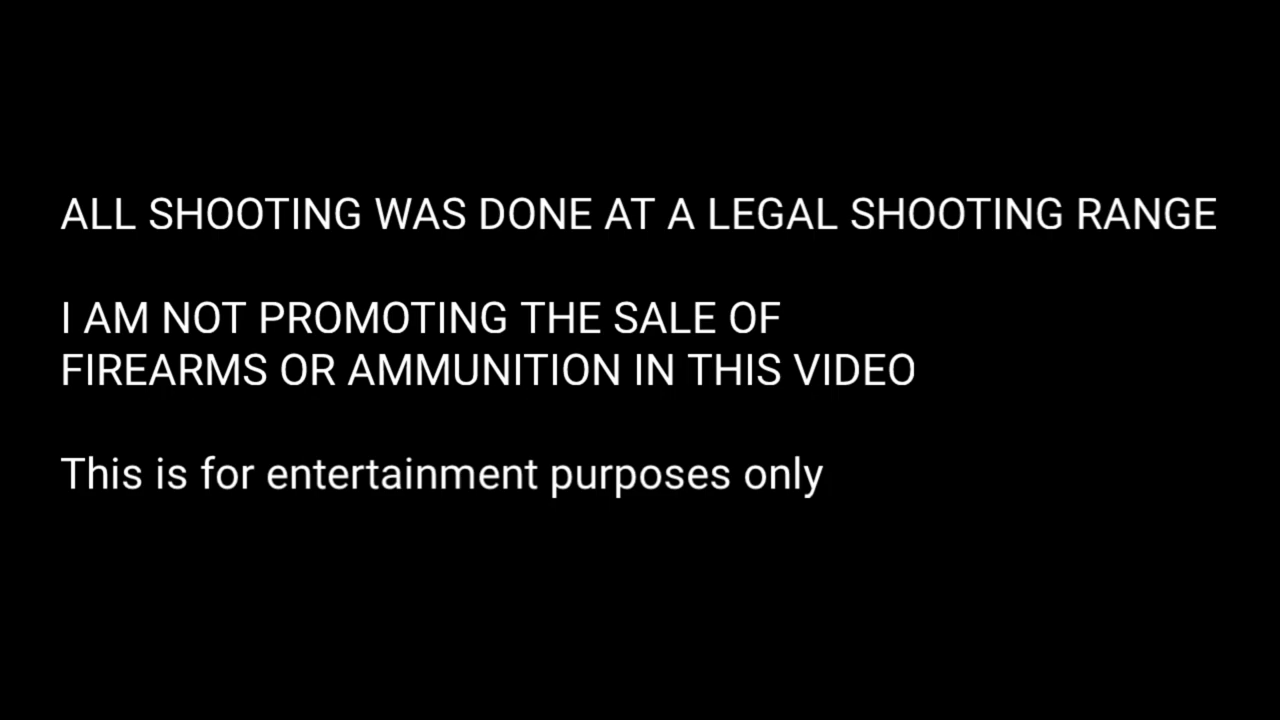 ALL SHOOTING WAS DONE AT A LEGAL SHOOTING RANGE
I AM NOT PROMOTING THE SALE OF
FIREARMS OR AMMUNITION IN THIS VIDEO
This is for entertainment purposes only